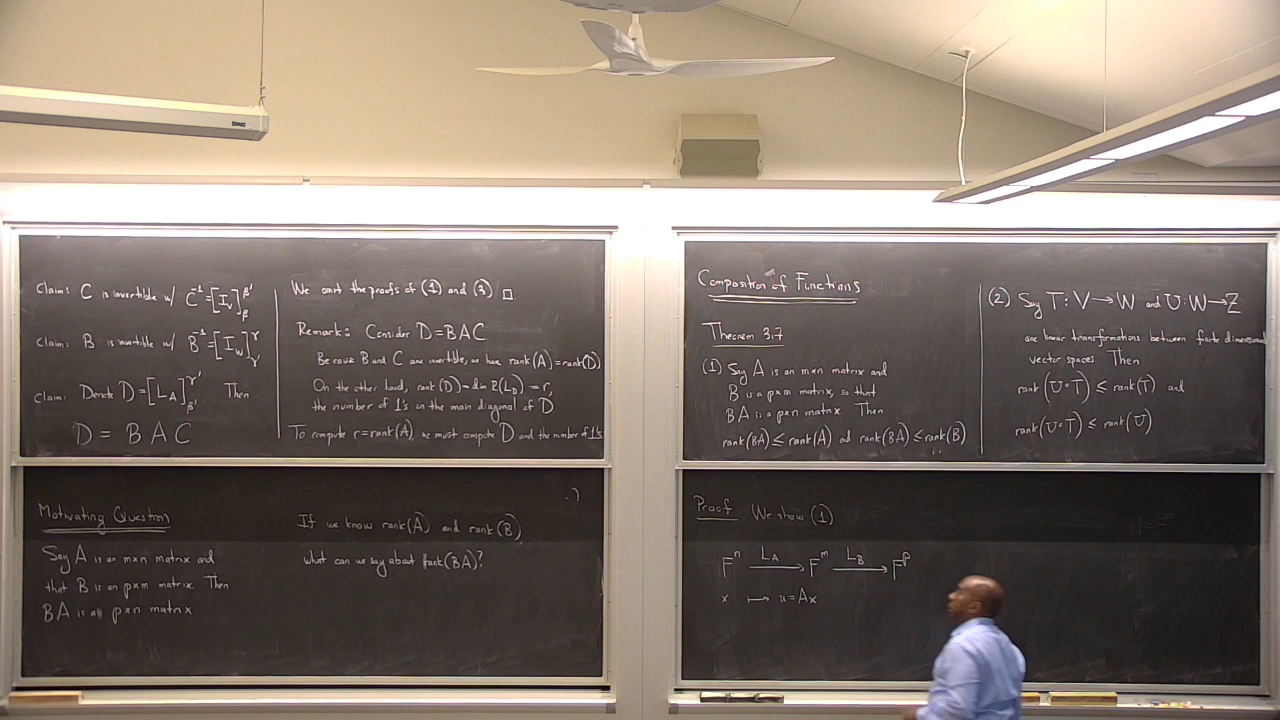 Claim: C is invertible w/ C⁻¹ = [I_V]_β^β'
Claim: B is invertible w/ B⁻¹ = [I_W]_γ'^γ
Claim: Denote D = [L_A]_β'^γ' Then
D = BAC
We omit the proofs of (1) and (3) □.
Remark: Consider D = BAC
Because B and C are invertible, we have rank(A) = rank(D)
On the other hand, rank(D) = dim R(L_D) = r,
the number of 1's on the main diagonal of D
To compute r = rank(A), we must compute D and the number of 1's
Motivating Question
Say A is an m×n matrix and
that B is an p×m matrix. Then
BA is a p×n matrix
If we know rank(A) and rank(B),
what can we say about rank(BA)?
Composition of Functions
Theorem 3.7
(1) Say A is an m×n matrix and
B is a p×m matrix, so that
BA is a p×n matrix Then
rank(BA) ≤ rank(A) and rank(BA) ≤ rank(B)
(2) Say T: V → W and U: W → Z
are linear transformations between finite dimensional
vector spaces. Then
rank(U∘T) ≤ rank(T) and
rank(U∘T) ≤ rank(U)
Proof We show (1)
Fⁿ —L_A→ Fᵐ —L_B→ Fᵖ
x ↦ u = Ax